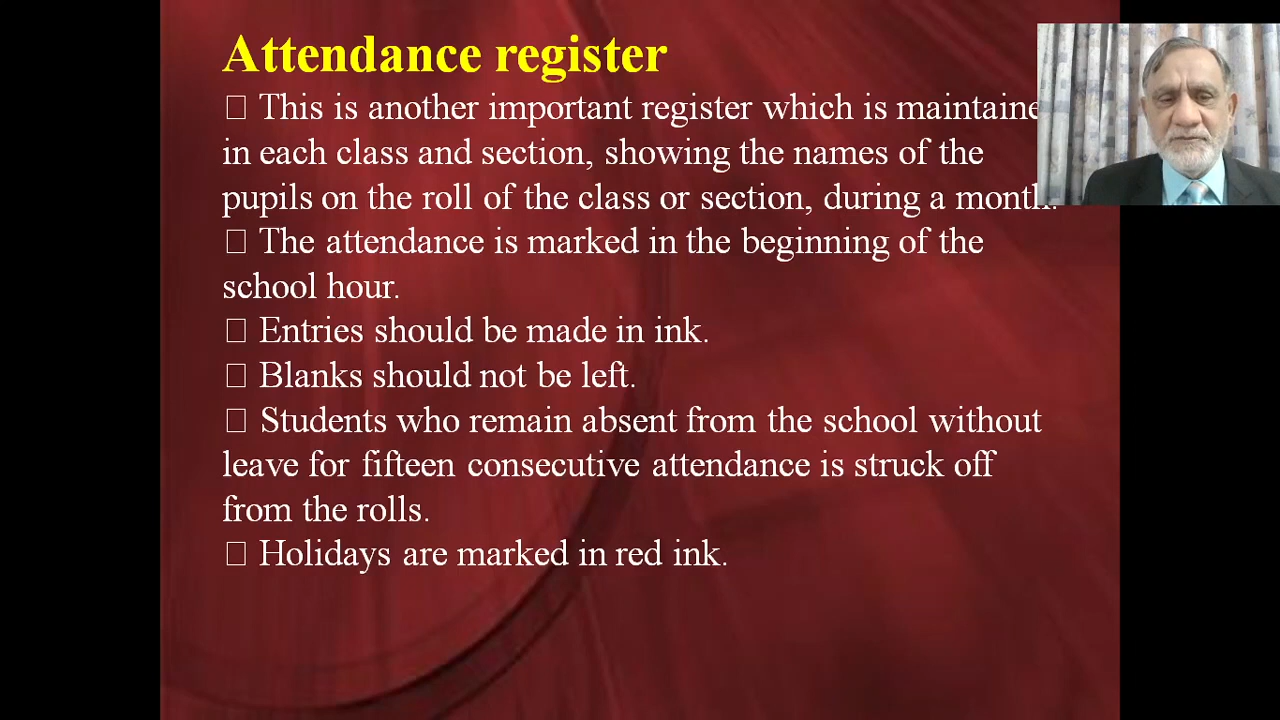 Attendance register
□ This is another important register which is maintaine
in each class and section, showing the names of the
pupils on the roll of the class or section, during a month.
□ The attendance is marked in the beginning of the
school hour.
□ Entries should be made in ink.
□ Blanks should not be left.
□ Students who remain absent from the school without
leave for fifteen consecutive attendance is struck off
from the rolls.
□ Holidays are marked in red ink.